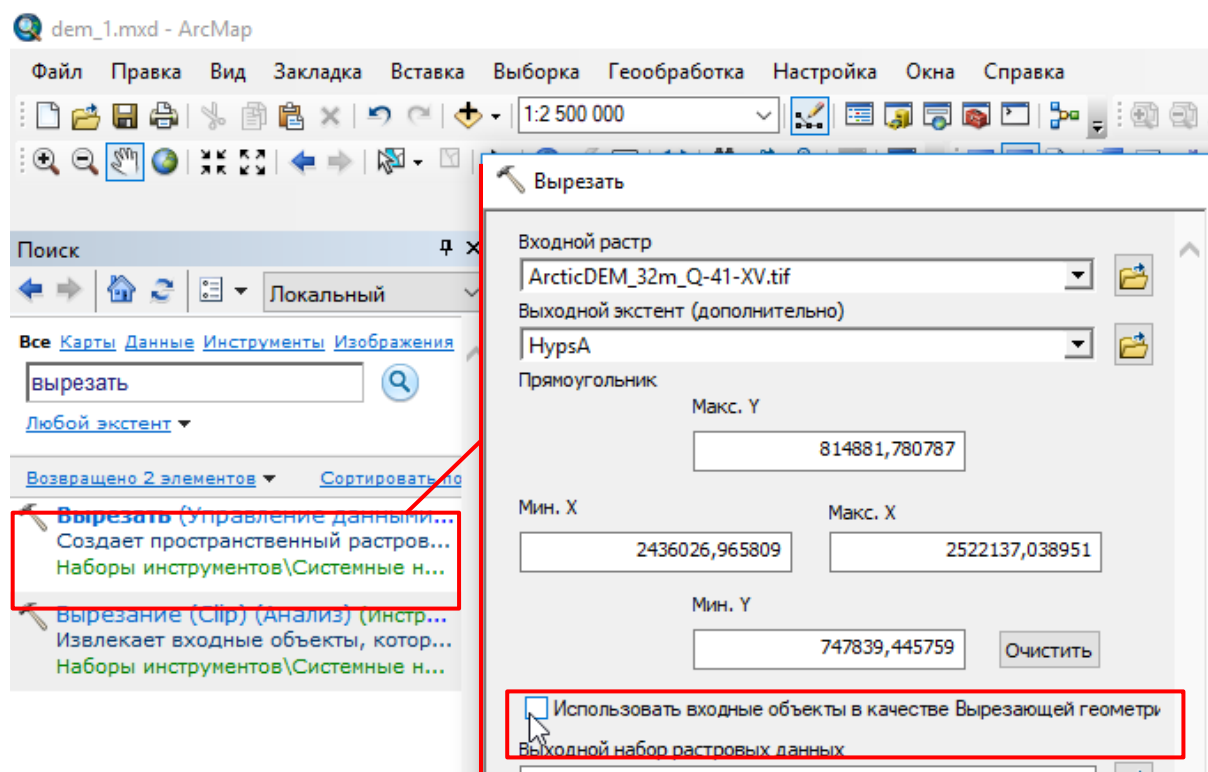 dem_1.mxd - ArcMap
Файл Правка Вид Закладка Вставка Выборка Геообработка Настройка Окна Справка
1:2 500 000
Вырезать
Поиск
Локальный
Все Карты Данные Инструменты Изображения
вырезать
Любой экстент
Возвращено 2 элементов Сортировать по
Вырезать (Управление данными...
Создает пространственный растров...
Наборы инструментов\Системные н...
Вырезание (Clip) (Анализ) (Инстр...
Извлекает входные объекты, котор...
Наборы инструментов\Системные н...
Входной растр
ArcticDEM_32m_Q-41-XV.tif
Выходной экстент (дополнительно)
HypsA
Прямоугольник
Макс. Y
814881,780787
Мин. X Макс. X
2436026,965809 2522137,038951
Мин. Y
747839,445759 Очистить
Использовать входные объекты в качестве Вырезающей геометри
Выходной набор растровых данных